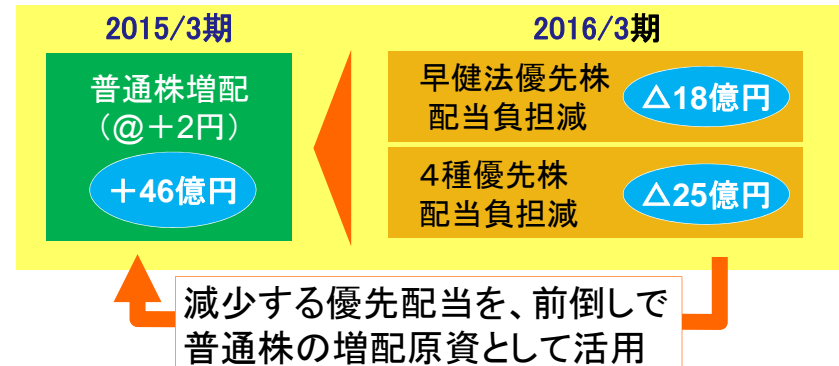 2015/3期
2016/3期
普通株増配
（@＋2円）
＋46億円
早健法優先株
配当負担減
△18億円
4種優先株
配当負担減
△25億円
減少する優先配当を、前倒しで
普通株の増配原資として活用